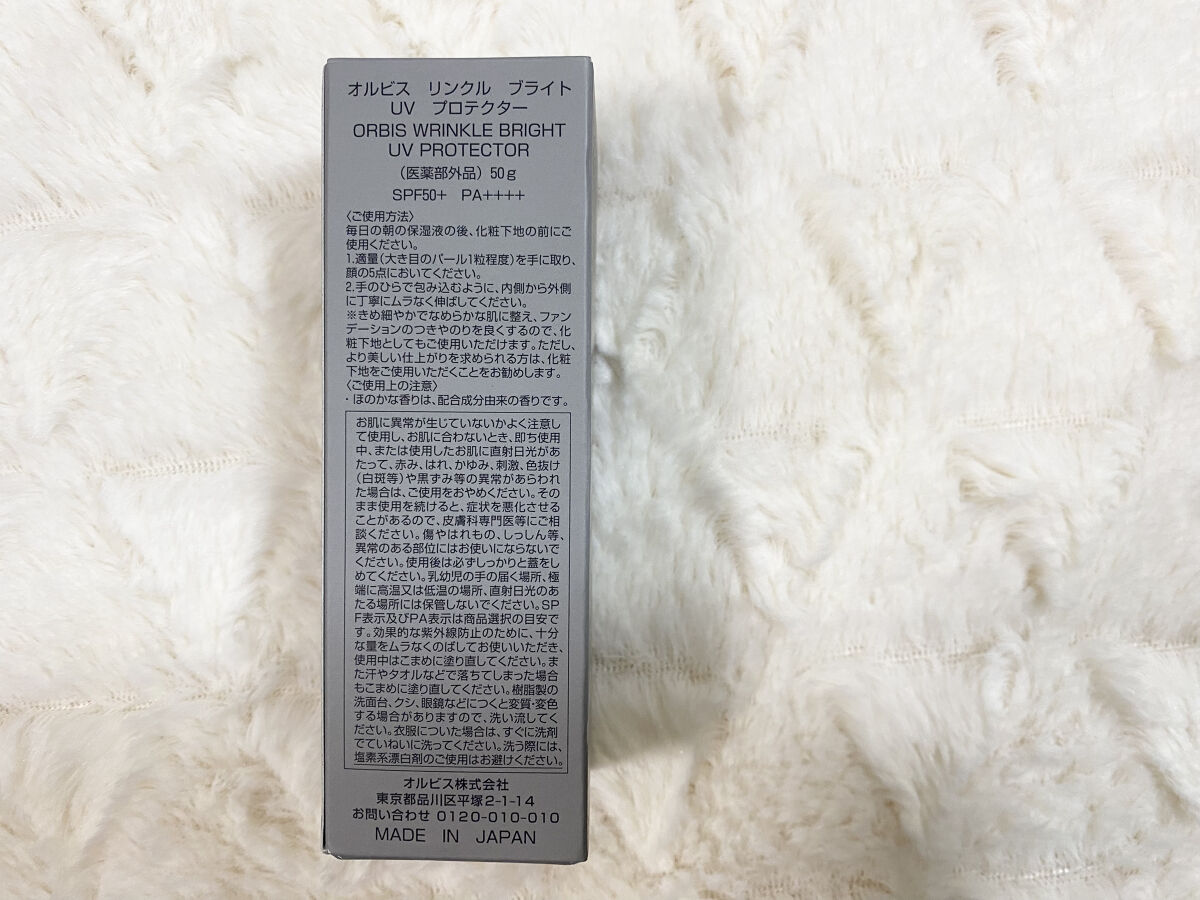 オルビス リンクル ブライト
UV プロテクター
ORBIS WRINKLE BRIGHT
UV PROTECTOR
（医薬部外品）50g
SPF50+ PA++++
〈ご使用方法〉
毎日の朝の保湿液の後、化粧下地の前にご
使用ください。
1.適量（大き目のパール1粒程度）を手に取り、
顔の5点においてください。
2.手のひらで包み込むように、内側から外側
に丁寧にムラなく伸ばしてください。
※きめ細やかでなめらかな肌に整え、ファン
デーションのつきやのりを良くするので、化
粧下地としてもご使用いただけます。ただし、
より美しい仕上がりを求められる方は、化粧
下地をご使用いただくことをお勧めします。
〈ご使用上の注意〉
・ほのかな香りは、配合成分由来の香りです。
お肌に異常が生じていないかよく注意し
て使用し、お肌に合わないとき、即ち使用
中、または使用したお肌に直射日光があ
たって、赤み、はれ、かゆみ、刺激、色抜け
（白斑等）や黒ずみ等の異常があらわれ
た場合は、ご使用をおやめください。その
まま使用を続けると、症状を悪化させる
ことがあるので、皮膚科専門医等にご相
談ください。傷やはれもの、しっしん等、
異常のある部位にはお使いにならないで
ください。使用後は必ずしっかりと蓋をし
めてください。乳幼児の手の届く場所、極
端に高温又は低温の場所、直射日光のあ
たる場所には保管しないでください。SP
F表示及びPA表示は商品選択の目安で
す。効果的な紫外線防止のために、十分
な量をムラなくのばしてお使いいただき、
使用中はこまめに塗り直してください。ま
た汗やタオルなどで落ちてしまった場合
もこまめに塗り直してください。樹脂製の
洗面台、クシ、眼鏡などにつくと変質・変色
する場合がありますので、洗い流してく
ださい。衣服についた場合は、すぐに洗剤
でていねいに洗ってください。洗う際には、
塩素系漂白剤のご使用はお避けください。
オルビス株式会社
東京都品川区平塚2-1-14
お問い合わせ 0120-010-010
MADE IN JAPAN